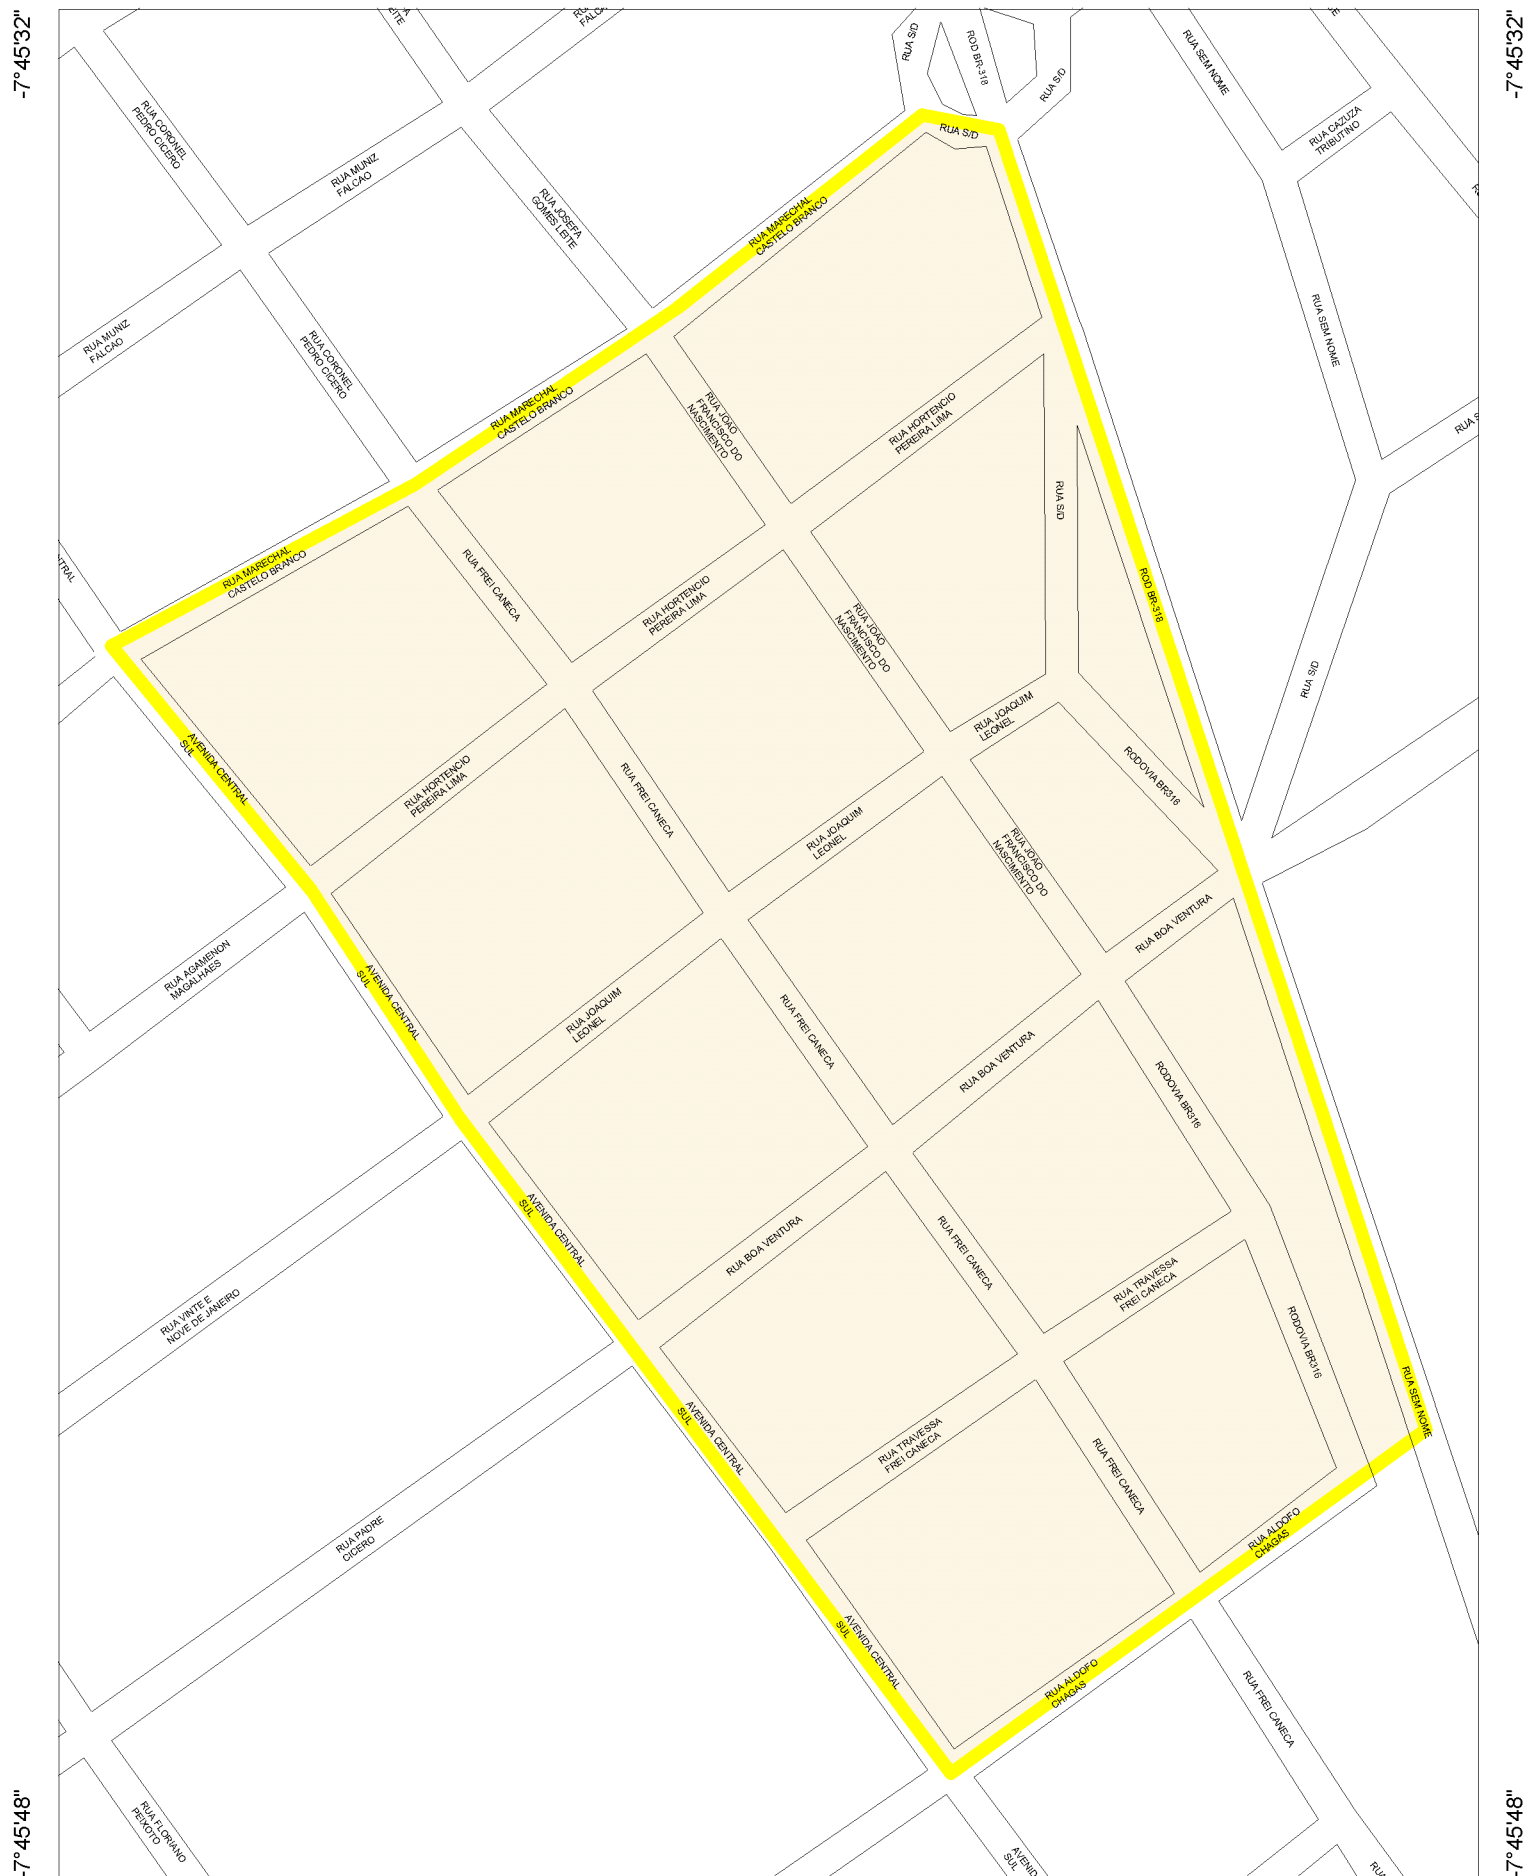 -7°45'32"
-7°45'32"
RUA S/D
ROD BR-318
RUA S/D
RUA SEM NOME
RUA CORONEL
PEDRO CICERO
RUA CAZUZA
TRIBUTINO
RUA S/D
RUA MUNIZ
FALCAO
RUA JOSEFA
GOMES LEITE
RUA MARECHAL
CASTELO BRANCO
RUA MUNIZ
FALCAO
RUA CORONEL
PEDRO CICERO
RUA SEM NOME
RUA MARECHAL
CASTELO BRANCO
RUA JOAO
FRANCISCO DO
NASCIMENTO
RUA HORTENCIO
PEREIRA LIMA
RUA S/D
RUA MARECHAL
CASTELO BRANCO
RUA FREI CANECA
RUA HORTENCIO
PEREIRA LIMA
ROD BR-318
RUA JOAO
FRANCISCO DO
NASCIMENTO
RUA S/D
RUA JOAQUIM
LEONEL
AVENIDA CENTRAL
SUL
RUA HORTENCIO
PEREIRA LIMA
RUA FREI CANECA
RODOVIA BR316
RUA JOAQUIM
LEONEL
RUA JOAO
FRANCISCO DO
NASCIMENTO
RUA BOA VENTURA
RUA AGAMENON
MAGALHAES
AVENIDA CENTRAL
SUL
RUA JOAQUIM
LEONEL
RUA FREI CANECA
RUA BOA VENTURA
RODOVIA BR316
AVENIDA CENTRAL
SUL
RUA BOA VENTURA
RUA FREI CANECA
RUA TRAVESSA
FREI CANECA
RUA VINTE E
NOVE DE JANEIRO
RODOVIA BR316
RUA SEM NOME
AVENIDA CENTRAL
SUL
RUA TRAVESSA
FREI CANECA
RUA FREI CANECA
RUA PADRE
CICERO
RUA ALDOFO
CHAGAS
AVENIDA CENTRAL
SUL
RUA ALDOFO
CHAGAS
RUA FREI CANECA
RUA FLORIANO
PEIXOTO
AVENID
SUL
RUA
-7°45'48"
-7°45'48"